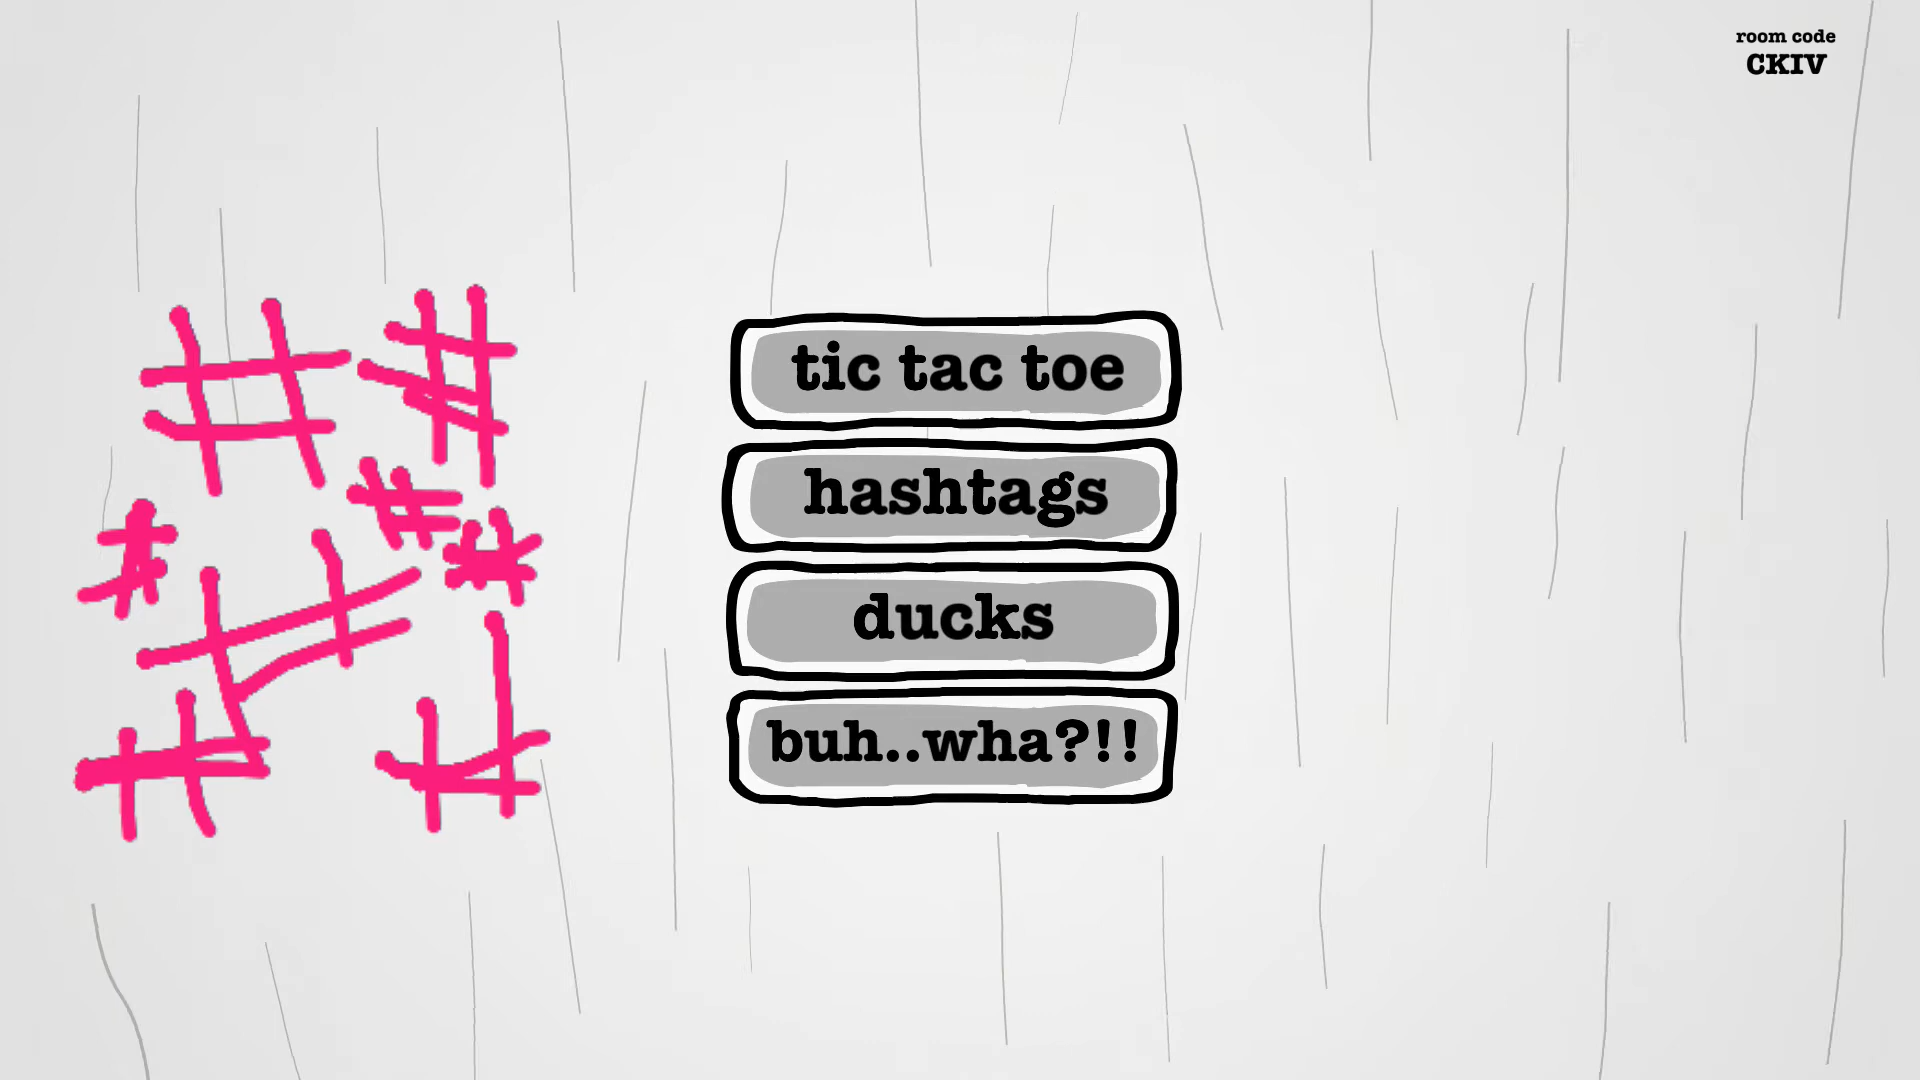 room code
CKIV
tic tac toe
hashtags
ducks
buh..wha?!!